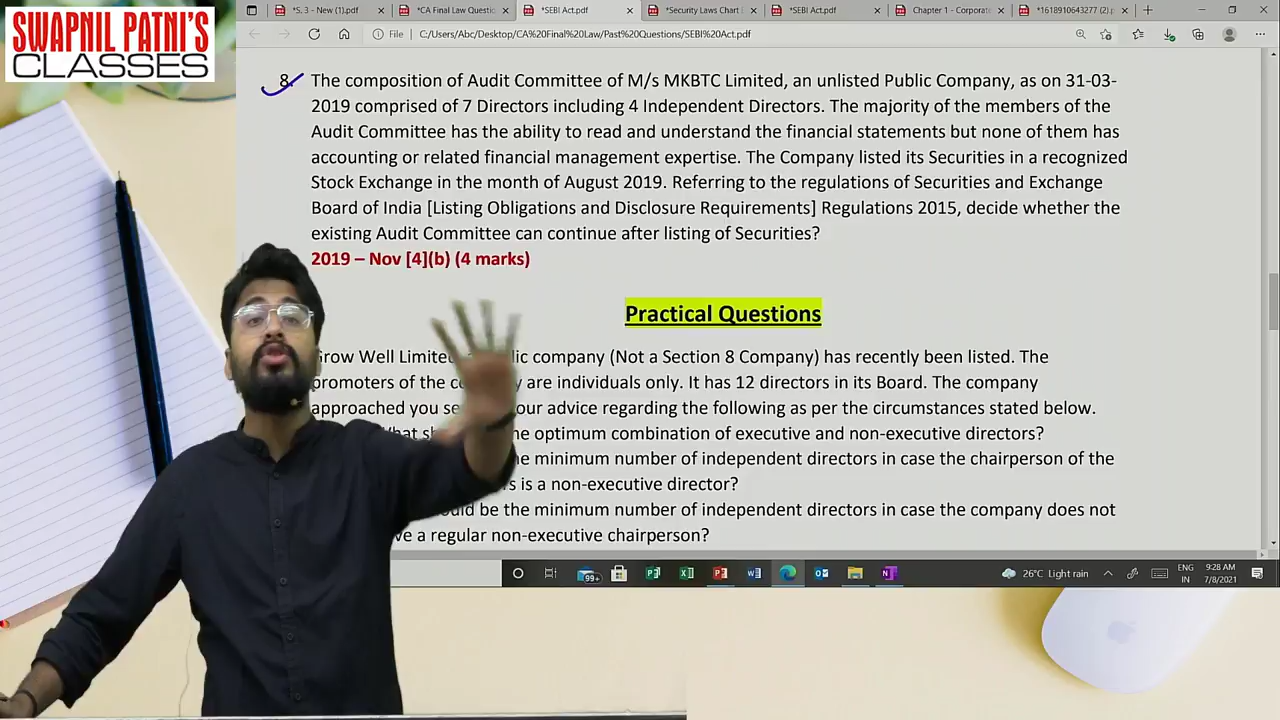 SWAPNIL PATNI'S
CLASSES
*S. 3 - New (1).pdf
*CA Final Law Questio
*SEBI Act.pdf
*Security Laws Chart
*SEBI Act.pdf
Chapter 1 - Corporat
*1618910643277 (2).p
File
C:/Users/Abc/Desktop/CA%20Final%20Law/Past%20Questions/SEBI%20Act.pdf
8. The composition of Audit Committee of M/s MKBTC Limited, an unlisted Public Company, as on 31-03-
2019 comprised of 7 Directors including 4 Independent Directors. The majority of the members of the
Audit Committee has the ability to read and understand the financial statements but none of them has
accounting or related financial management expertise. The Company listed its Securities in a recognized
Stock Exchange in the month of August 2019. Referring to the regulations of Securities and Exchange
Board of India [Listing Obligations and Disclosure Requirements] Regulations 2015, decide whether the
existing Audit Committee can continue after listing of Securities?
2019 – Nov [4](b) (4 marks)
Practical Questions
Grow Well Limited company (Not a Section 8 Company) has recently been listed. The
promoters of the are individuals only. It has 12 directors in its Board. The company
approached you advice regarding the following as per the circumstances stated below.
optimum combination of executive and non-executive directors?
minimum number of independent directors in case the chairperson of the
is a non-executive director?
be the minimum number of independent directors in case the company does not
a regular non-executive chairperson?
99+
26°C Light rain
ENG
IN
9:28 AM
7/8/2021